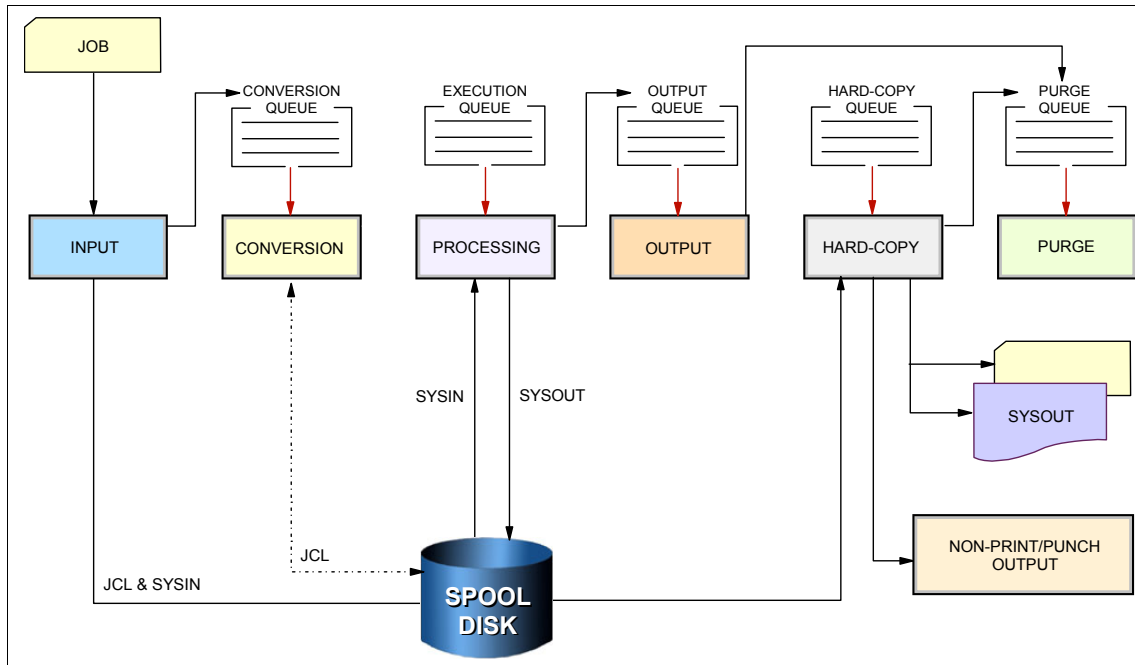 JOB
CONVERSION
QUEUE
EXECUTION
QUEUE
OUTPUT
QUEUE
HARD-COPY
QUEUE
PURGE
QUEUE
INPUT
CONVERSION
PROCESSING
OUTPUT
HARD-COPY
PURGE
SYSIN
SYSOUT
SYSOUT
JCL
JCL & SYSIN
NON-PRINT/PUNCH
OUTPUT
SPOOL
DISK